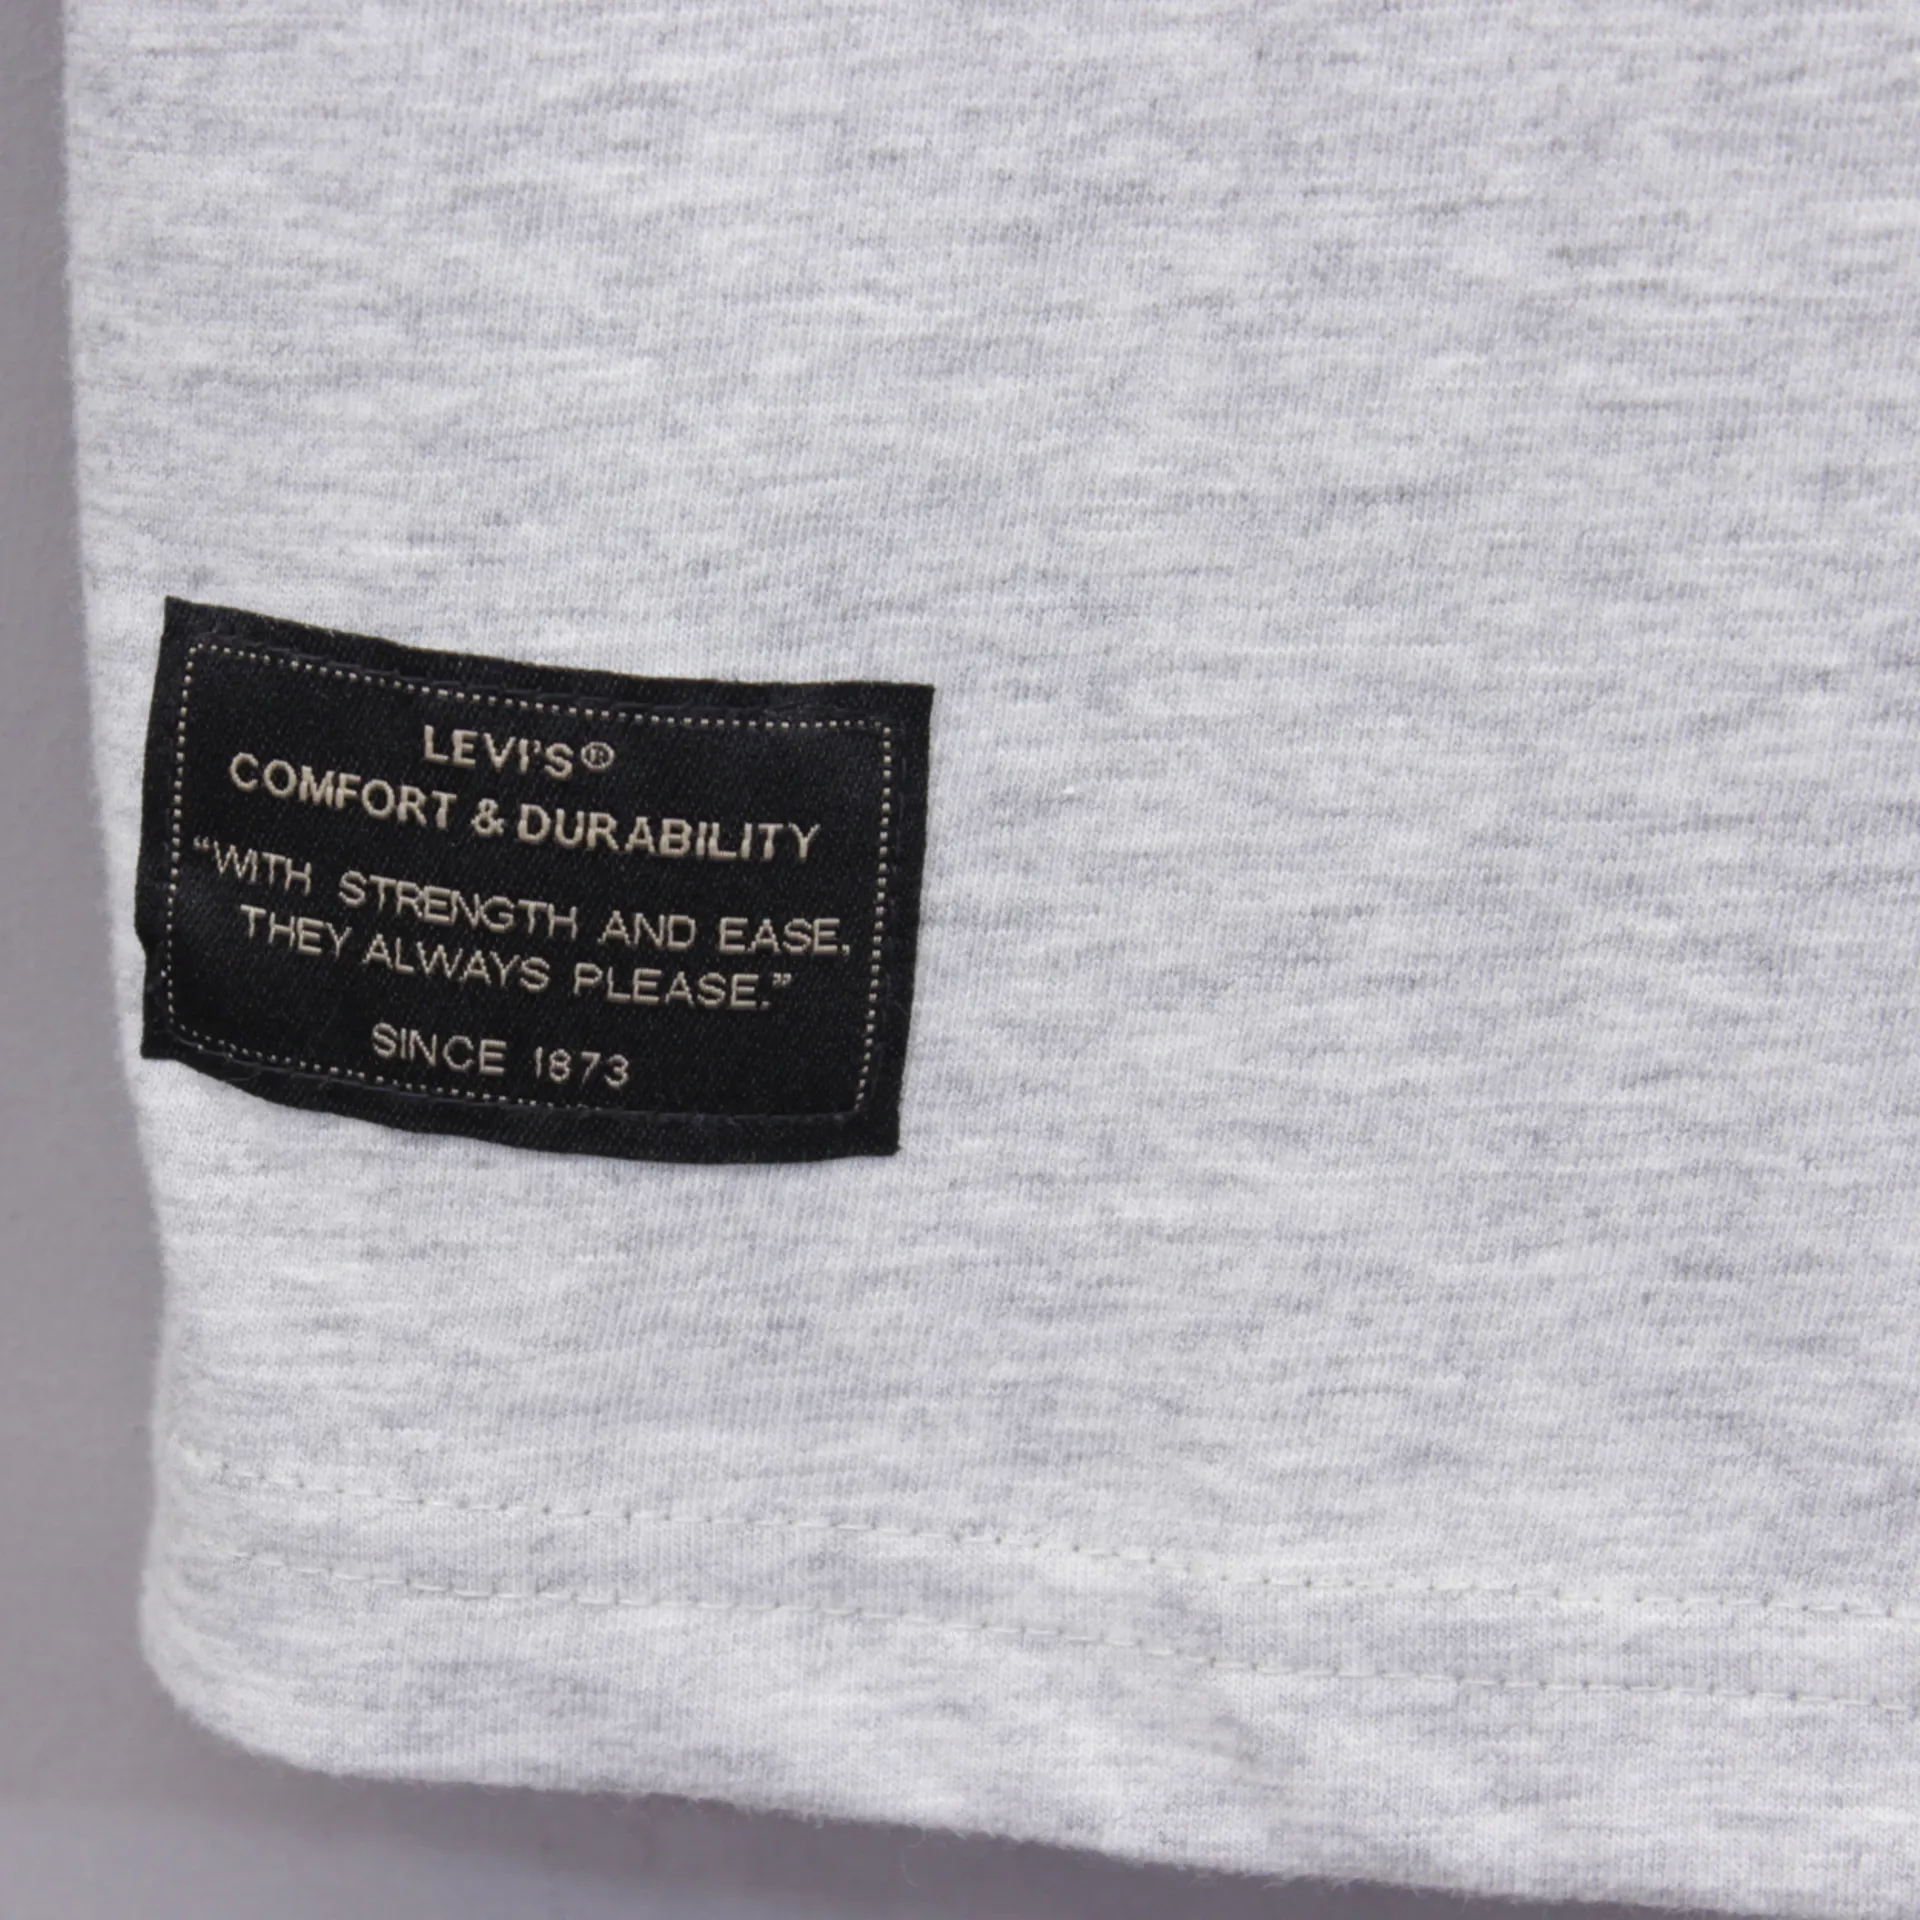 LEVI'S®
COMFORT & DURABILITY
“WITH STRENGTH AND EASE,
THEY ALWAYS PLEASE.”
SINCE 1873